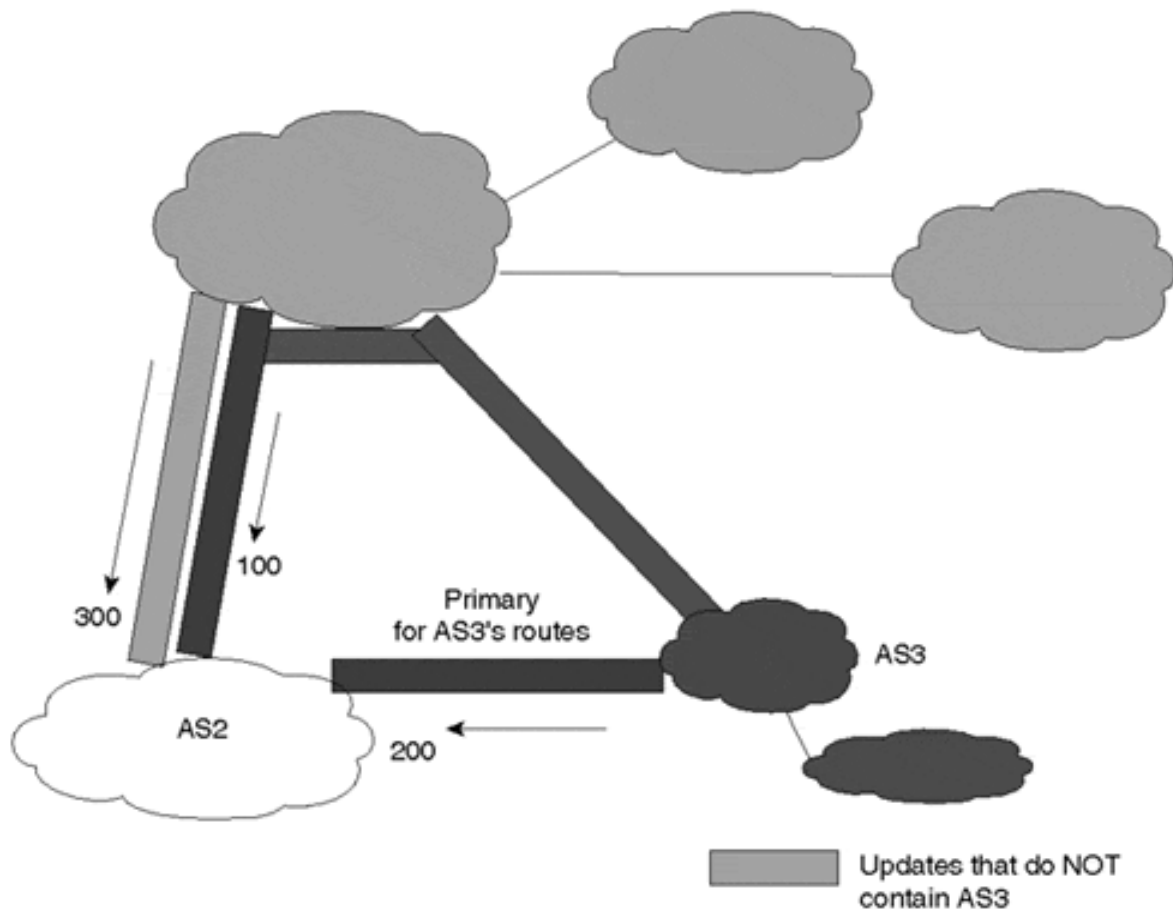 100
300
Primary
for AS3's routes
AS3
AS2
200
Updates that do NOT
contain AS3